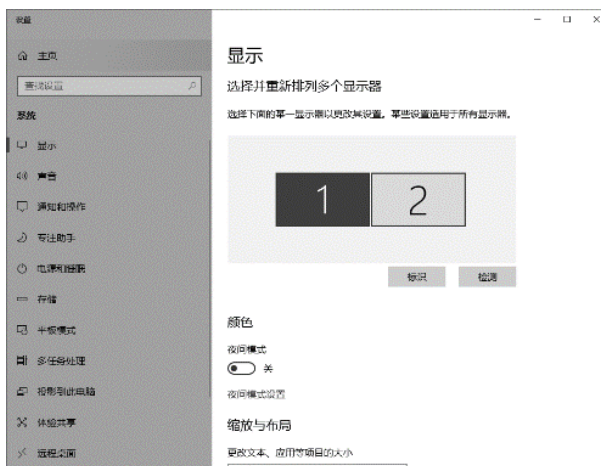 设置
主页
查找设置
系统
显示
声音
通知和操作
专注助手
电源和睡眠
存储
平板模式
多任务处理
投影到此电脑
体验共享
远程桌面
显示
选择并重新排列多个显示器
选择下面的某一显示器以更改其设置。某些设置适用于所有显示器。
1
2
标识
检测
颜色
夜间模式
关
夜间模式设置
缩放与布局
更改文本、应用等项目的大小